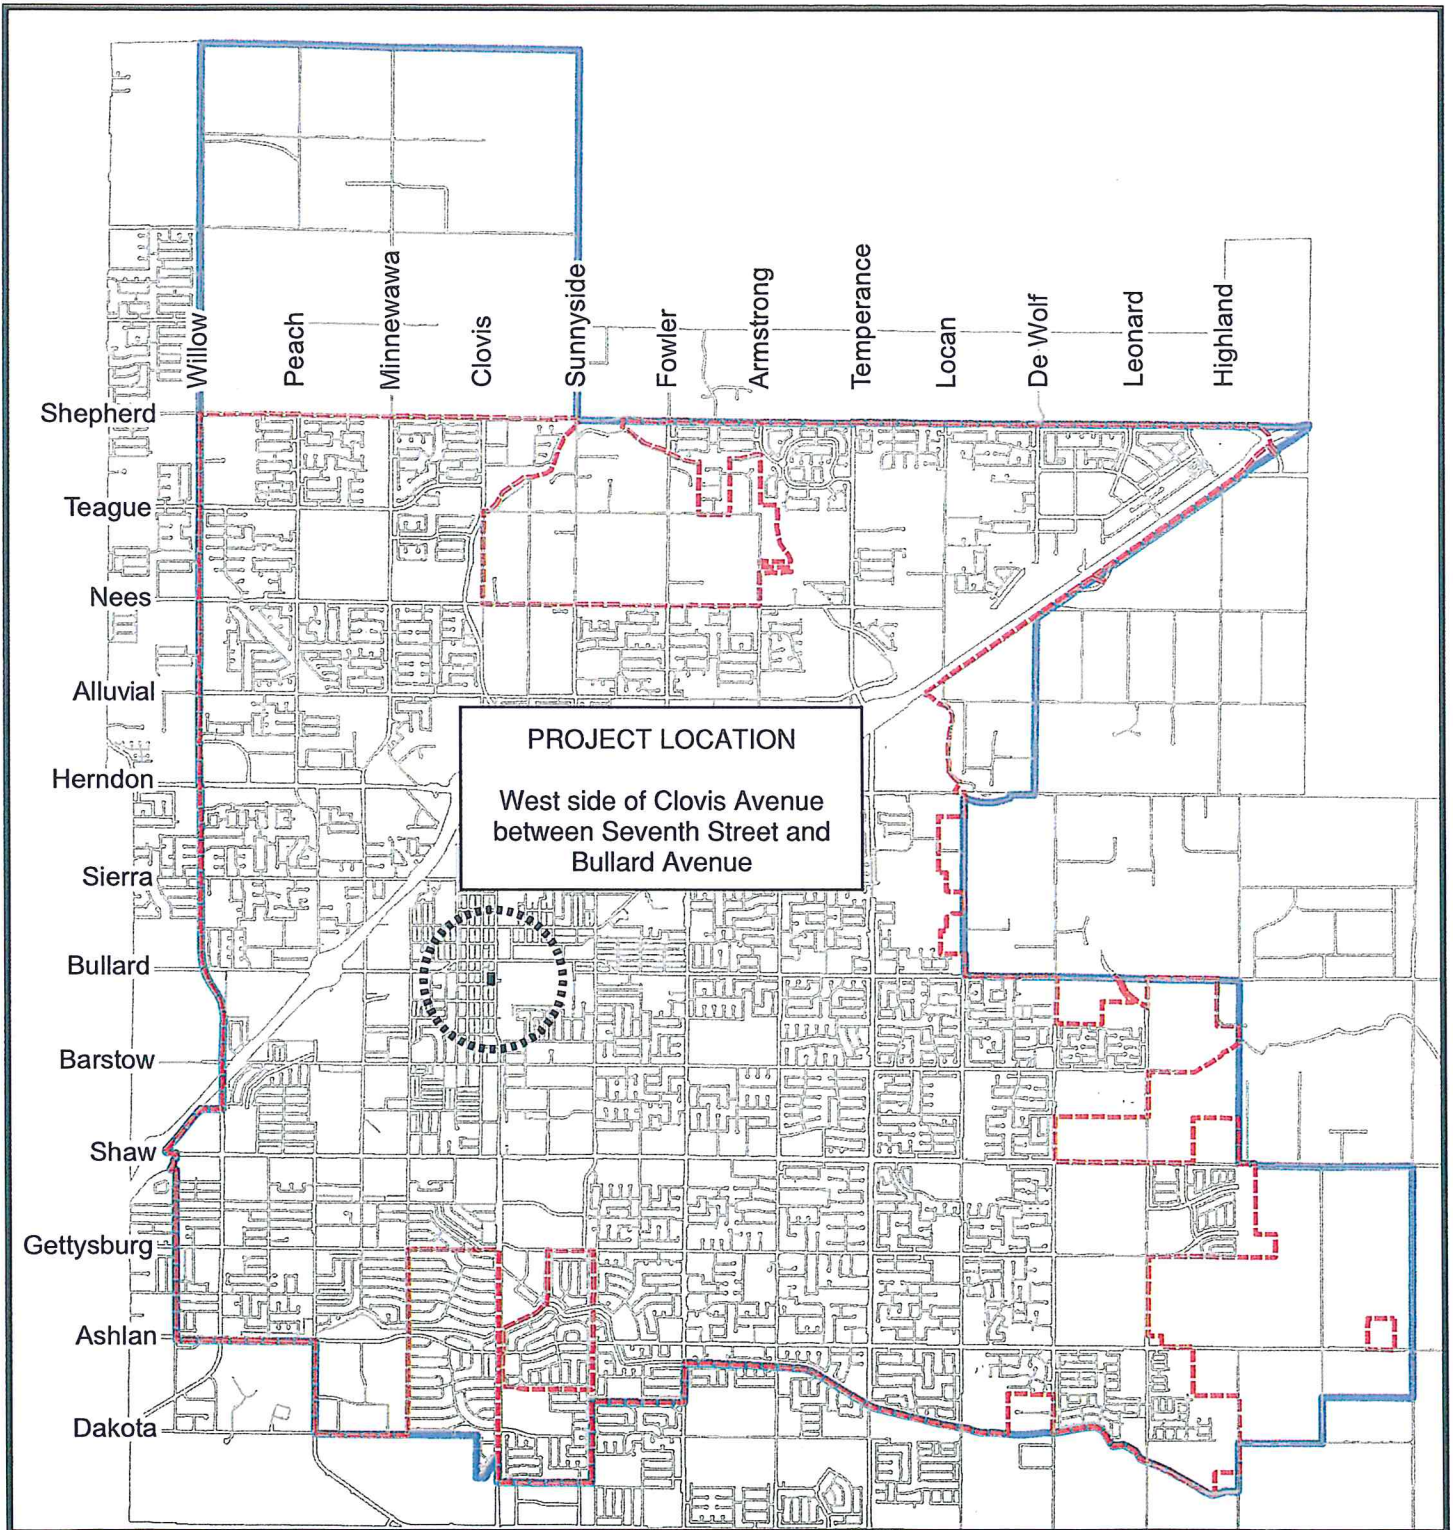 Willow
Peach
Minnewawa
Clovis
Sunnyside
Fowler
Armstrong
Temperance
Locan
De Wolf
Leonard
Highland
Shepherd
Teague
Nees
Alluvial
Herndon
Sierra
Bullard
Barstow
Shaw
Gettysburg
Ashlan
Dakota
PROJECT LOCATION
West side of Clovis Avenue
between Seventh Street and
Bullard Avenue